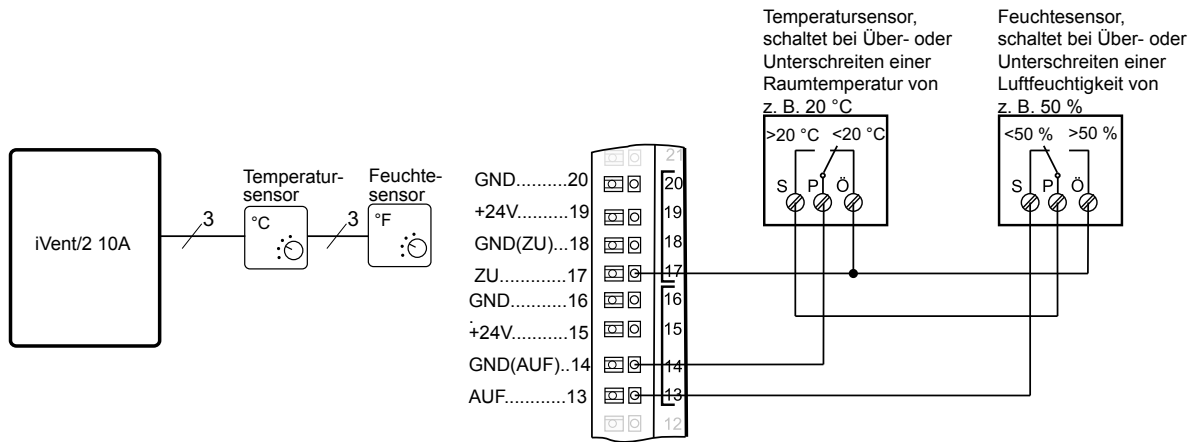 Temperatursensor,
schaltet bei Über- oder
Unterschreiten einer
Raumtemperatur von
z. B. 20 °C
Feuchtesensor,
schaltet bei Über- oder
Unterschreiten einer
Luftfeuchtigkeit von
z. B. 50 %
>20 °C <20 °C
S P Ö
<50 % >50 %
S P Ö
iVent/2 10A
3
Temperatur-
sensor
°C
3
Feuchte-
sensor
°F
GND..........20
+24V..........19
GND(ZU)...18
ZU.............17
GND...........16
+24V...........15
GND(AUF)..14
AUF............13
21
20
19
18
17
16
15
14
13
12